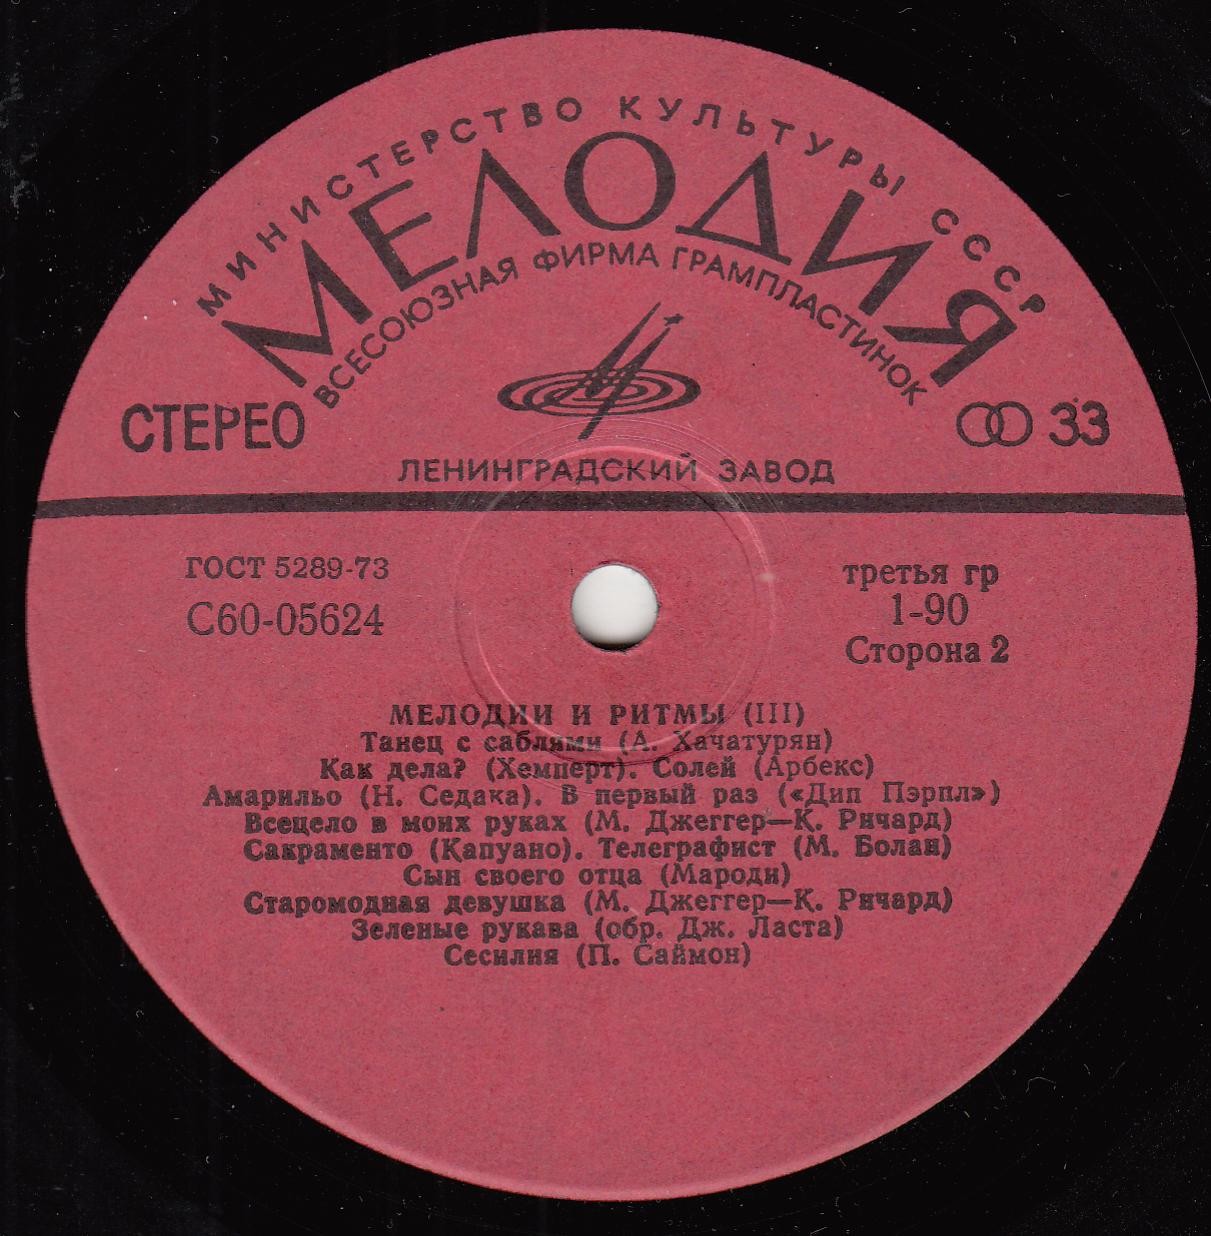 МИНИСТЕРСТВО КУЛЬТУРЫ СССР
МЕЛОДИЯ
ВСЕСОЮЗНАЯ ФИРМА ГРАМПЛАСТИНОК
СТЕРЕО
33
ЛЕНИНГРАДСКИЙ ЗАВОД
ГОСТ 5289-73
С60-05624
третья гр
1-90
Сторона 2
МЕЛОДИИ И РИТМЫ (III)
Танец с саблями (А. Хачатурян)
Как дела? (Хемперт). Солей (Арбекс)
Амарильо (Н. Седака). В первый раз («Дип Пэрпл»)
Всецело в моих руках (М. Джеггер—К. Ричард)
Сакраменто (Капуано). Телеграфист (М. Болан)
Сын своего отца (Мароди)
Старомодная девушка (М. Джеггер—К. Ричард)
Зеленые рукава (обр. Дж. Ласта)
Сесилия (П. Саймон)